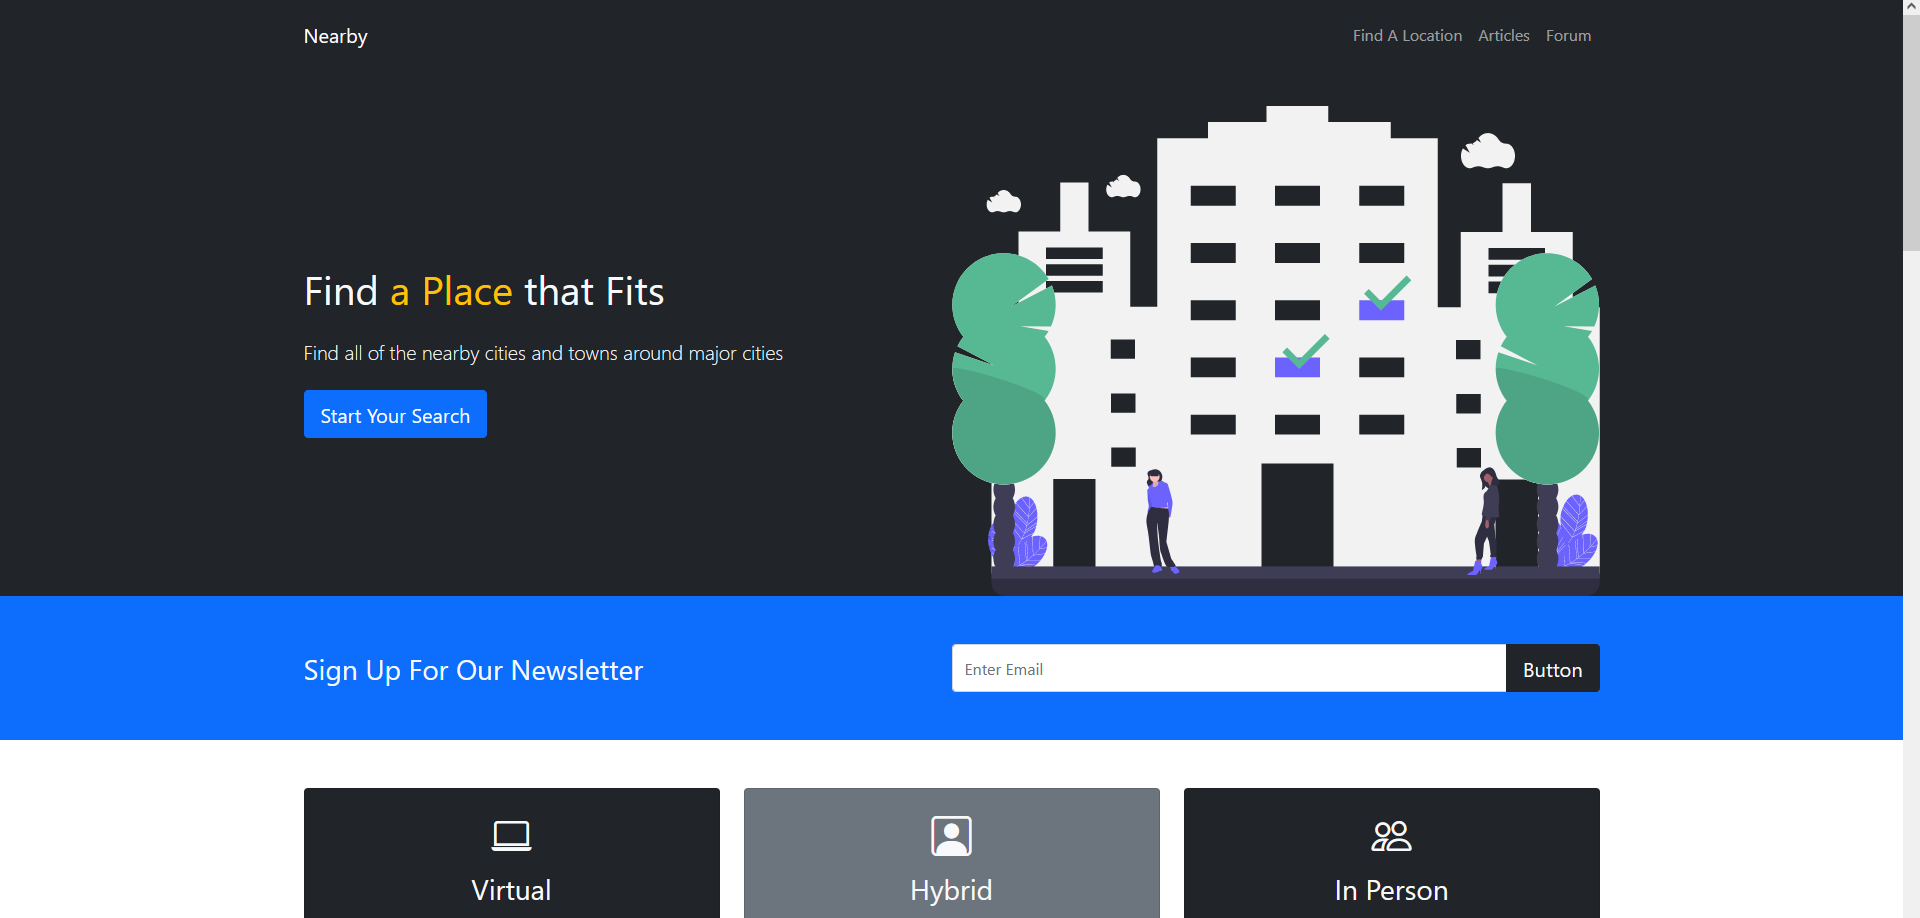 Nearby
Find A Location Articles Forum
Find a Place that Fits
Find all of the nearby cities and towns around major cities
Start Your Search
Sign Up For Our Newsletter
Enter Email
Button
Virtual
Hybrid
In Person